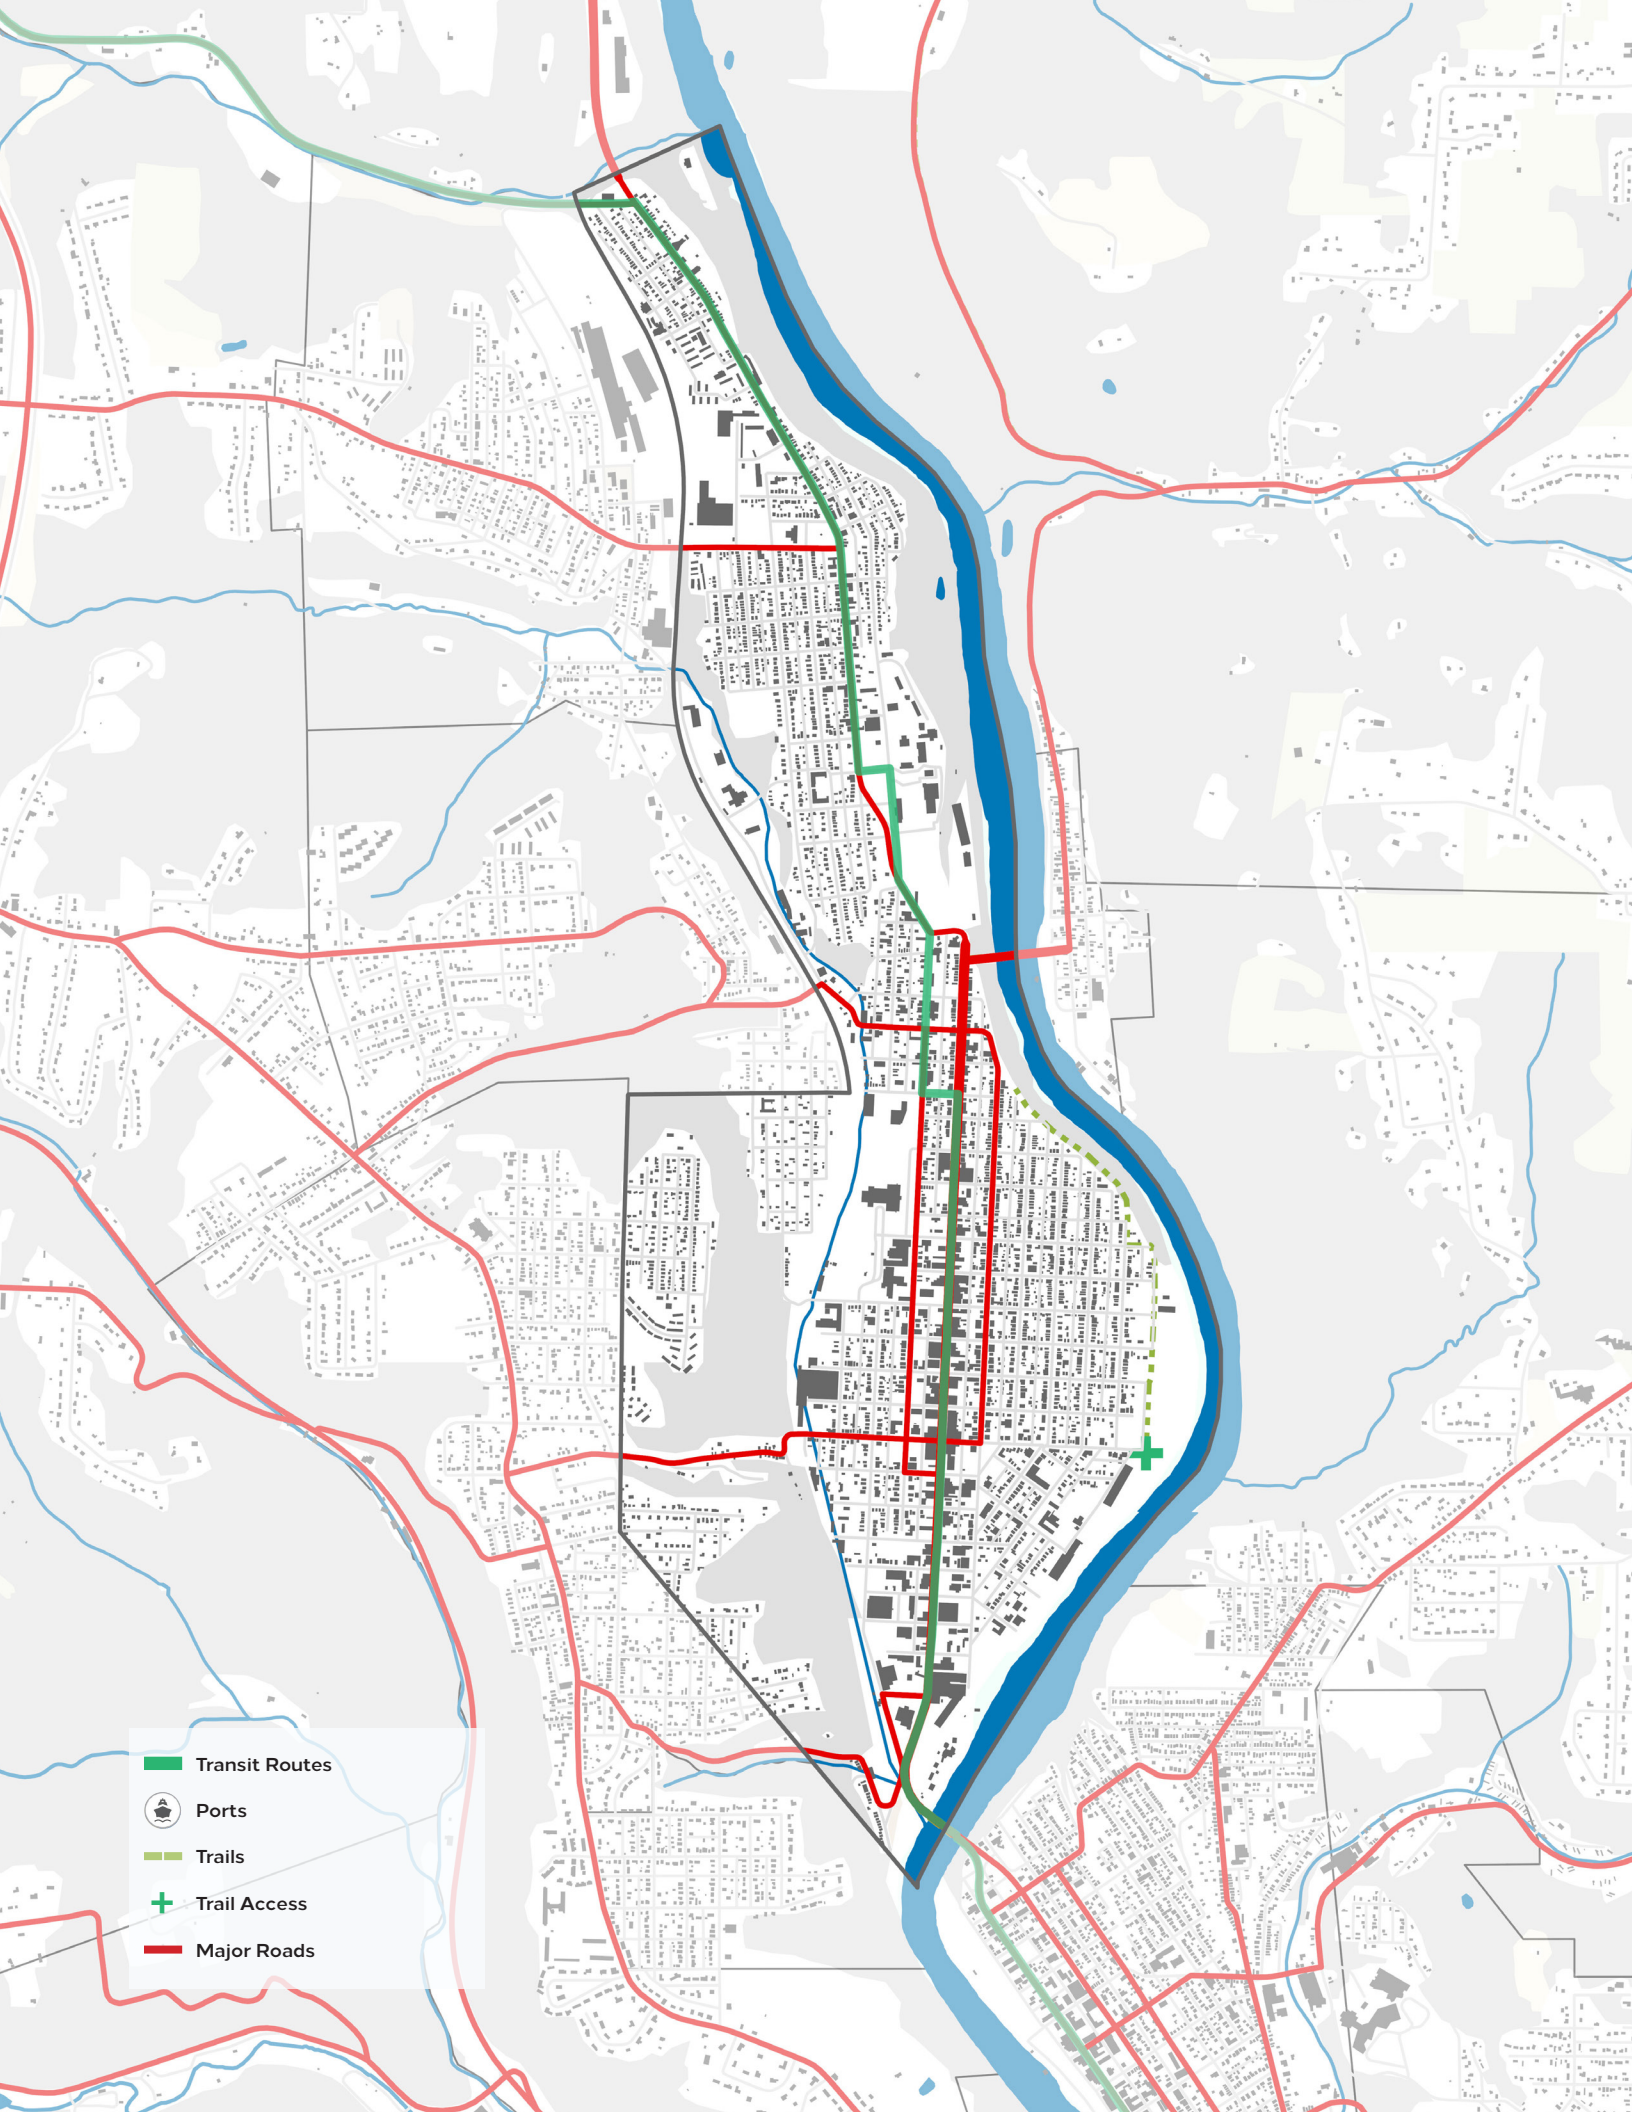 Transit Routes
Ports
Trails
Trail Access
Major Roads